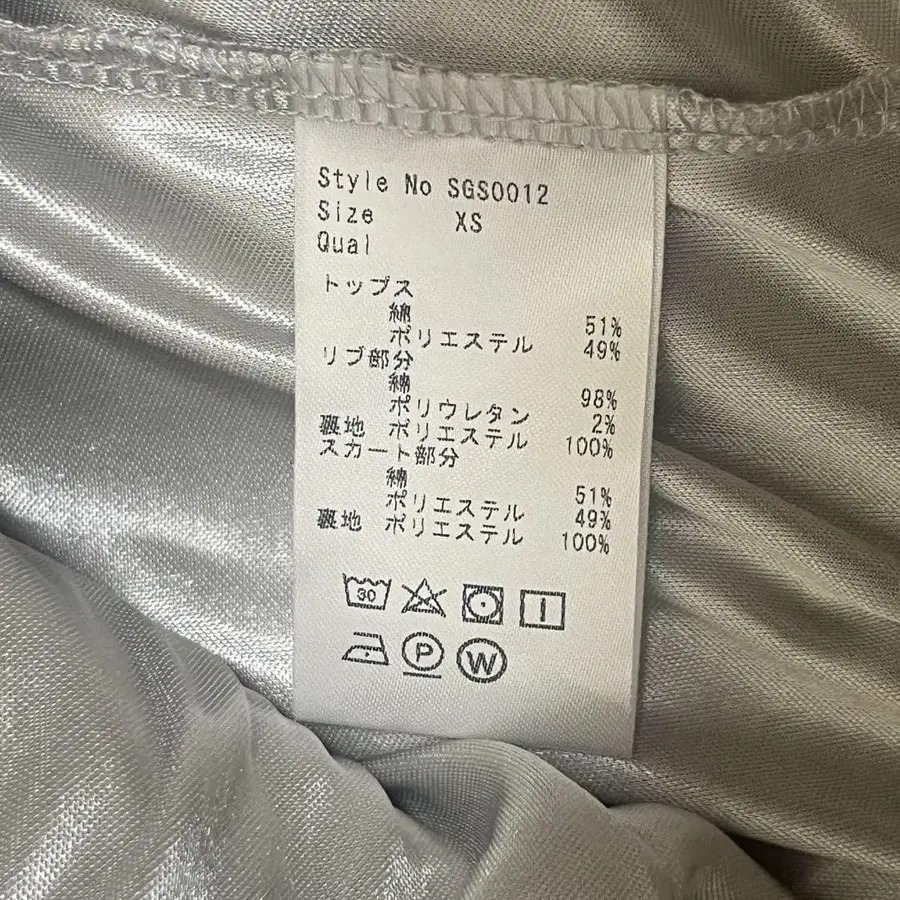 Style No SGS0012
Size XS
Qual
トップス
綿 51%
ポリエステル 49%
リブ部分
綿 98%
ポリウレタン 2%
裏地 ポリエステル 100%
スカート部分
綿 51%
ポリエステル 49%
裏地 ポリエステル 100%
30
P W